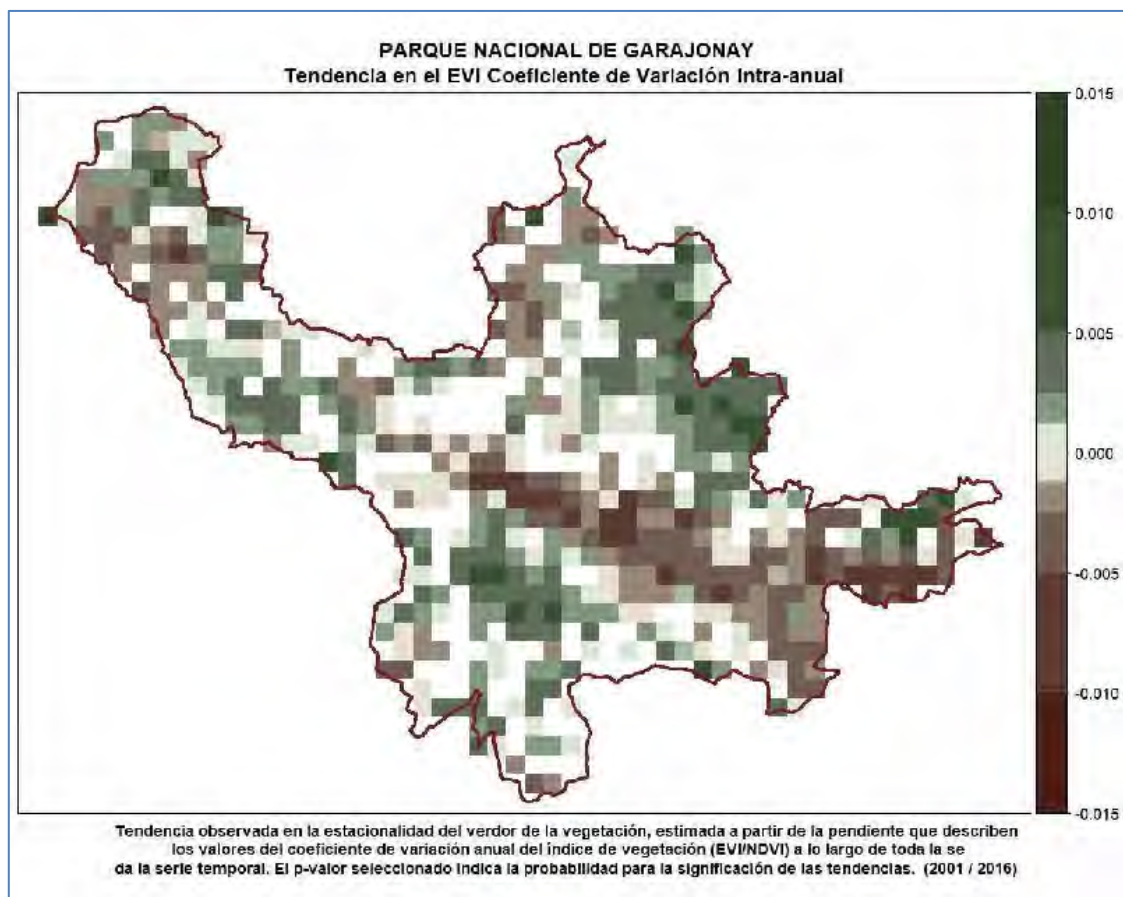 PARQUE NACIONAL DE GARAJONAY
Tendencia en el EVI Coeficiente de Variación Intra-anual
0.015
0.010
0.005
0.000
-0.005
-0.010
-0.015
Tendencia observada en la estacionalidad del verdor de la vegetación, estimada a partir de la pendiente que describen
los valores del coeficiente de variación anual del índice de vegetación (EVI/NDVI) a lo largo de toda la se
da la serie temporal. El p-valor seleccionado indica la probabilidad para la significación de las tendencias. (2001 / 2016)